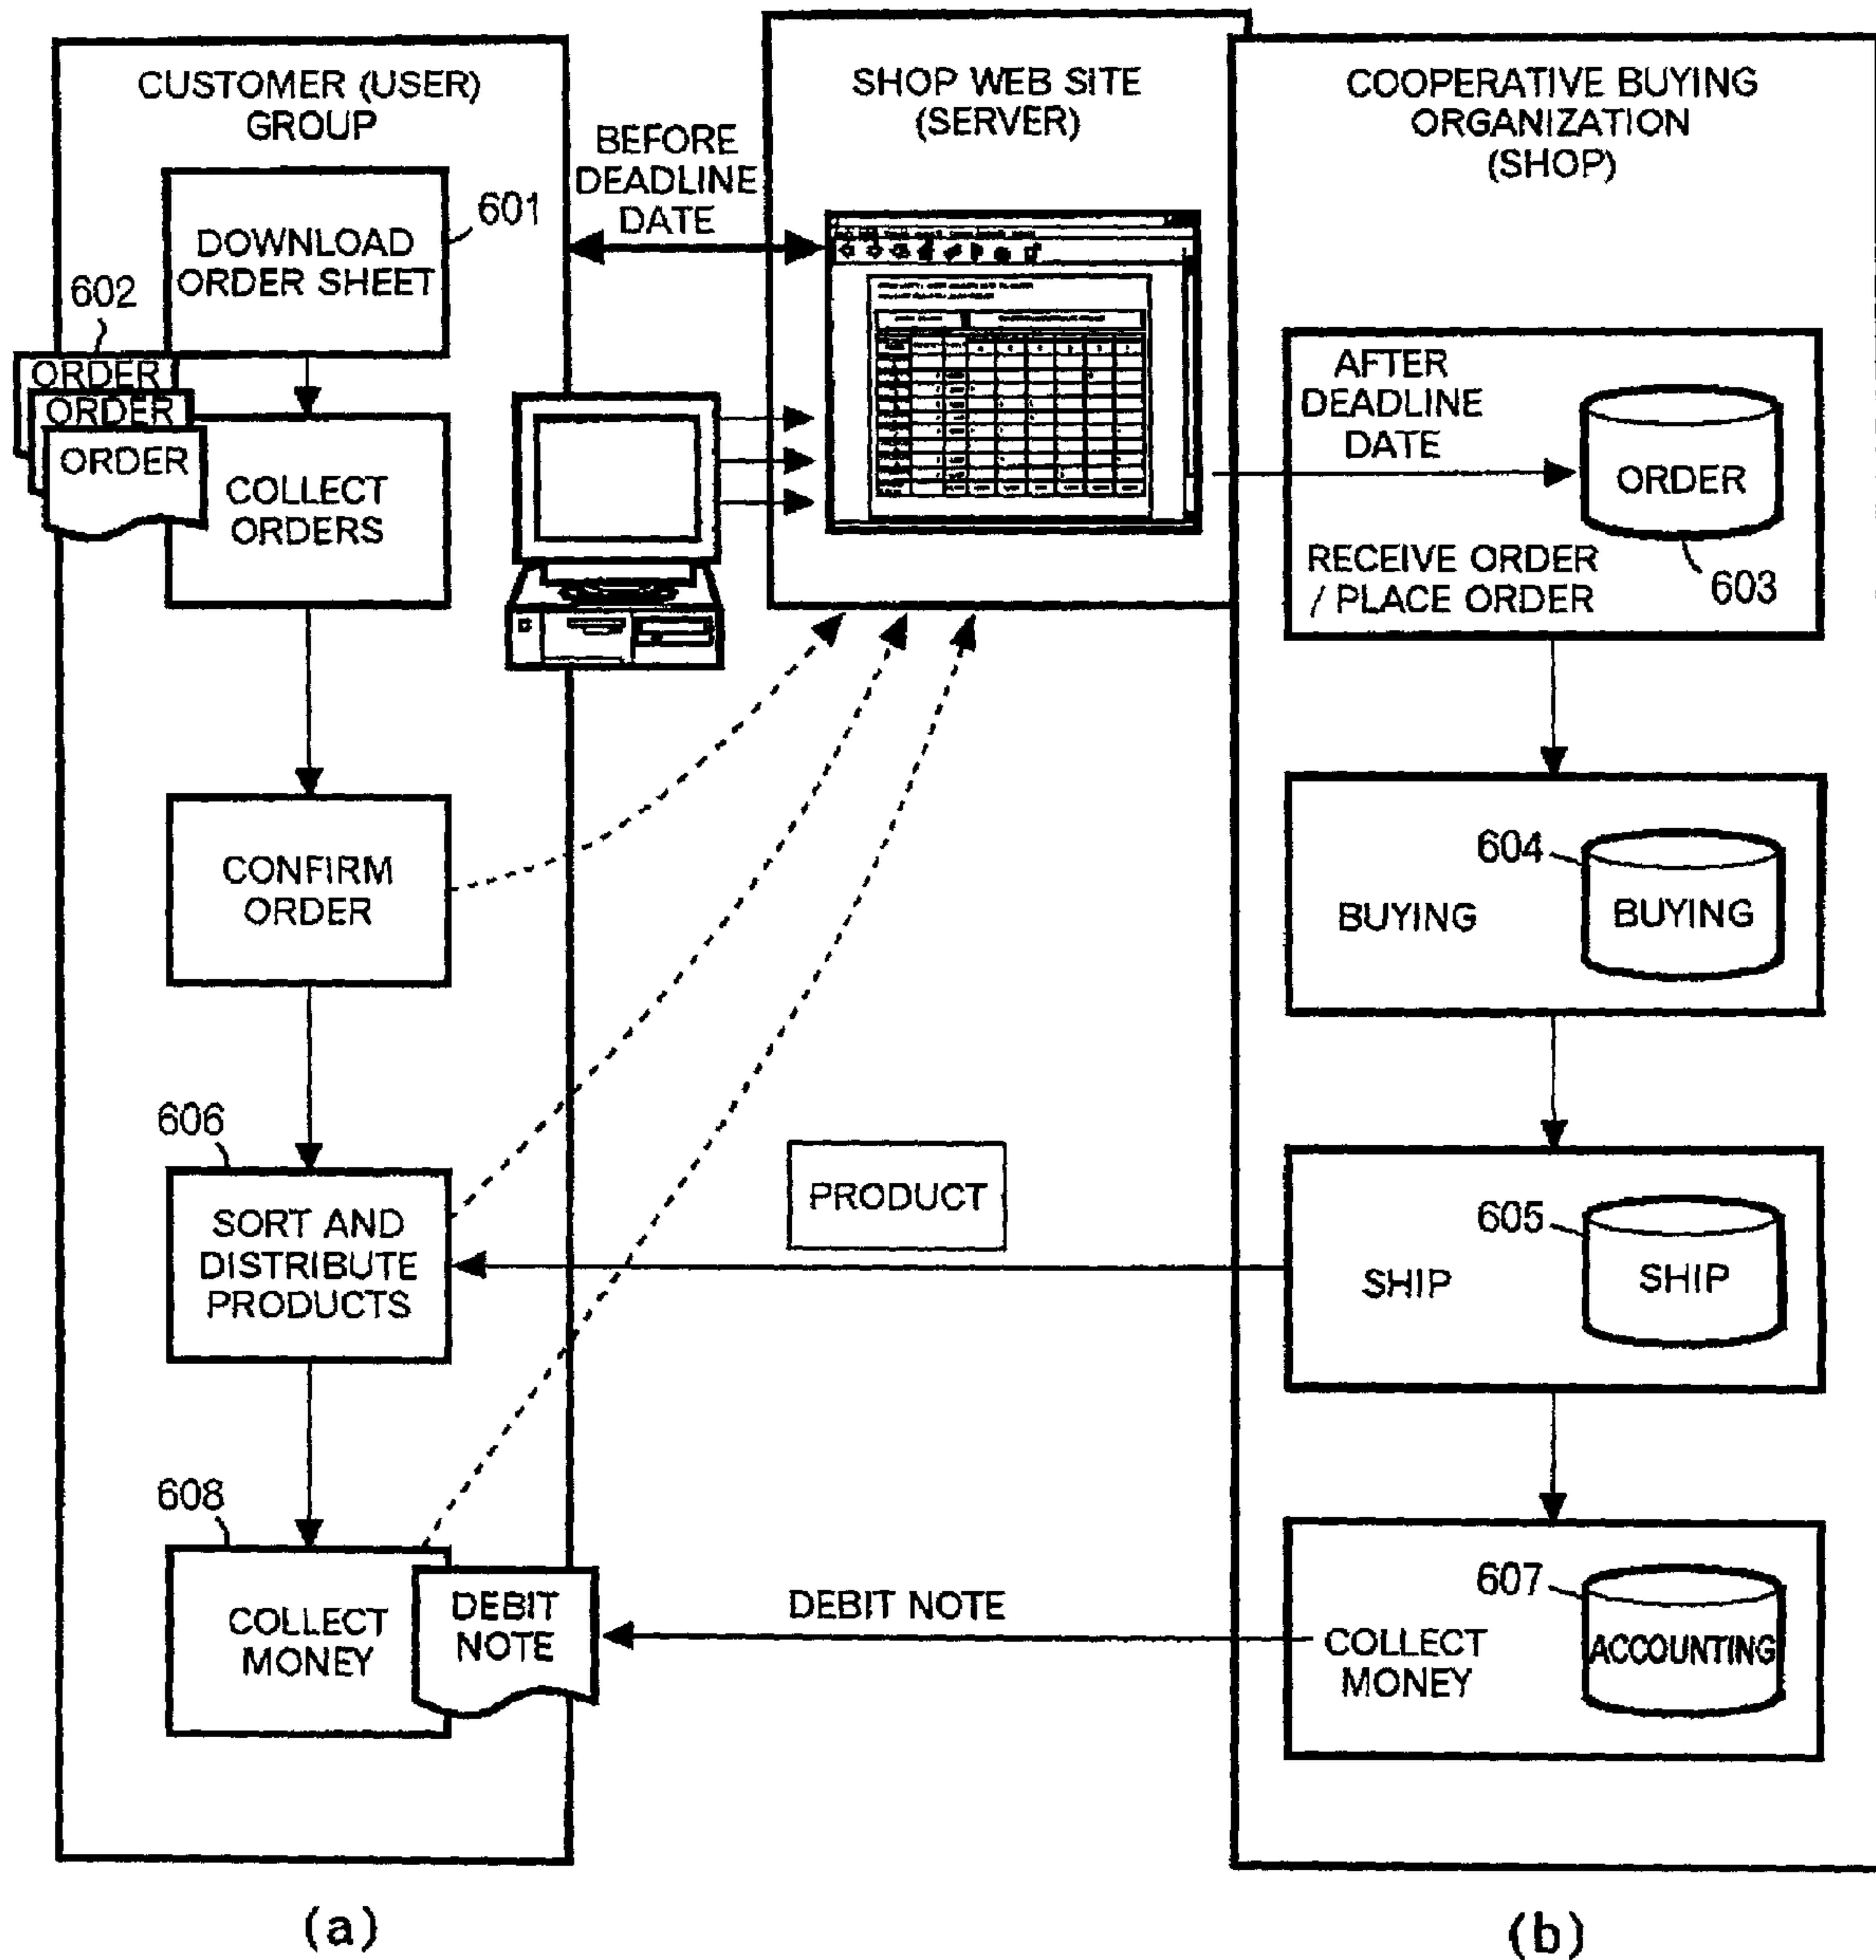 CUSTOMER (USER)
GROUP
601
DOWNLOAD
ORDER SHEET
602
ORDER
ORDER
ORDER
COLLECT
ORDERS
CONFIRM
ORDER
606
SORT AND
DISTRIBUTE
PRODUCTS
608
COLLECT
MONEY
DEBIT
NOTE
(a)
BEFORE
DEADLINE
DATE
SHOP WEB SITE
(SERVER)
PRODUCT
DEBIT NOTE
COOPERATIVE BUYING
ORGANIZATION
(SHOP)
AFTER
DEADLINE
DATE
ORDER
603
RECEIVE ORDER
/ PLACE ORDER
604
BUYING
BUYING
605
SHIP
SHIP
607
COLLECT
MONEY
ACCOUNTING
(b)